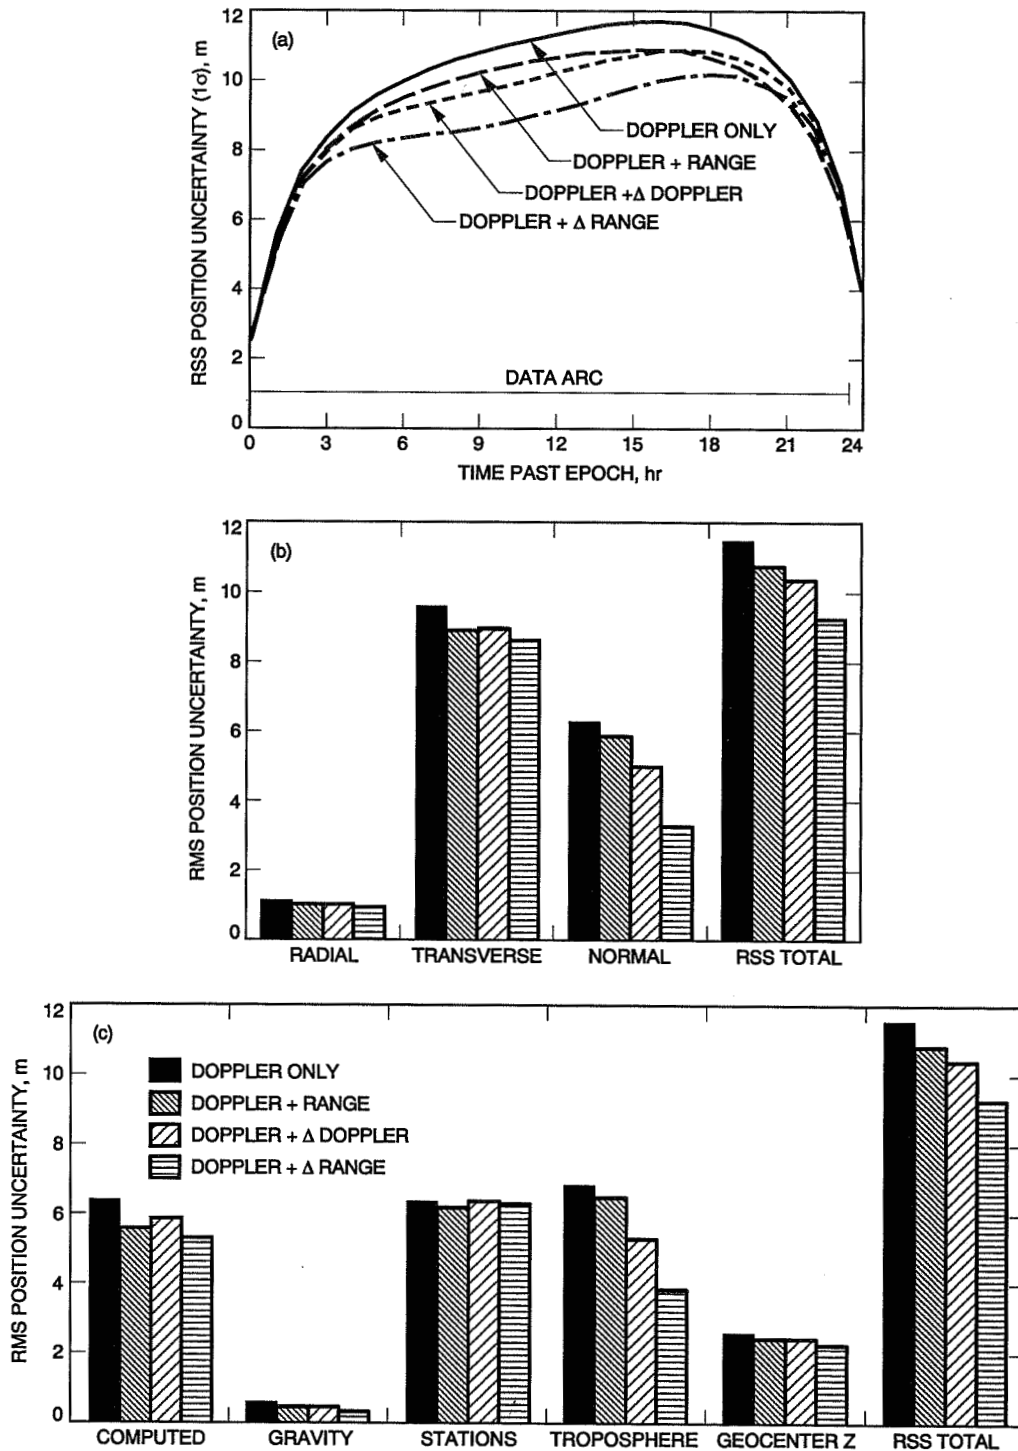 (a)
RSS POSITION UNCERTAINTY (1σ), m
12
10
8
6
4
2
0
DOPPLER ONLY
DOPPLER + RANGE
DOPPLER +Δ DOPPLER
DOPPLER + Δ RANGE
DATA ARC
0 3 6 9 12 15 18 21 24
TIME PAST EPOCH, hr
(b)
RMS POSITION UNCERTAINTY, m
12
10
8
6
4
2
0
RADIAL TRANSVERSE NORMAL RSS TOTAL
(c)
RMS POSITION UNCERTAINTY, m
12
10
8
6
4
2
0
DOPPLER ONLY
DOPPLER + RANGE
DOPPLER + Δ DOPPLER
DOPPLER + Δ RANGE
COMPUTED GRAVITY STATIONS TROPOSPHERE GEOCENTER Z RSS TOTAL